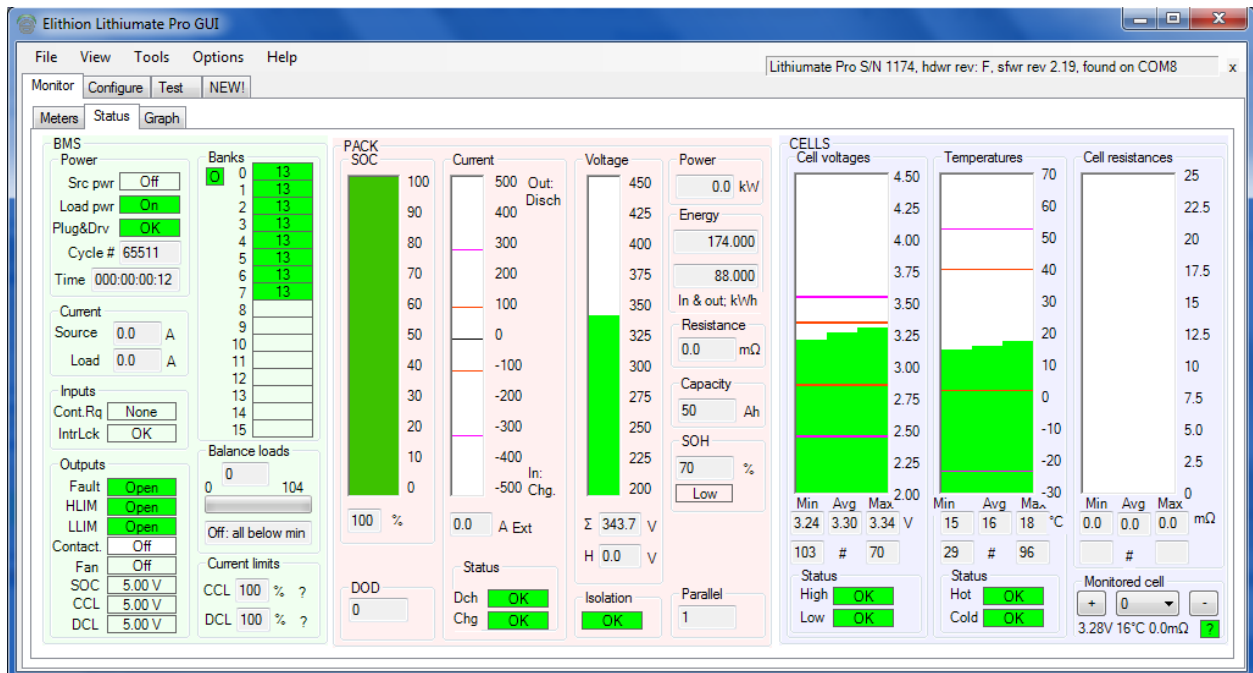 Elithion Lithiumate Pro GUI
File View Tools Options Help
Lithiumate Pro S/N 1174, hdwr rev: F, sfwr rev 2.19, found on COM8 x
Monitor Configure Test NEW!
Meters Status Graph
BMS
Power
Src pwr Off
Load pwr On
Plug&Drv OK
Cycle # 65511
Time 000:00:00:12
Current
Source 0.0 A
Load 0.0 A
Inputs
Cont.Rq None
IntrLck OK
Outputs
Fault Open
HLIM Open
LLIM Open
Contact. Off
Fan Off
SOC 5.00 V
CCL 5.00 V
DCL 5.00 V
Banks
O 0 13
1 13
2 13
3 13
4 13
5 13
6 13
7 13
8
9
10
11
12
13
14
15
Balance loads
0
0 104
Off: all below min
Current limits
CCL 100 % ?
DCL 100 % ?
PACK
SOC
100
90
80
70
60
50
40
30
20
10
0
100 %
DOD
0
Current
500 Out:
Disch
400
300
200
100
0
-100
-200
-300
-400
In:
-500 Chg.
0.0 A Ext
Status
Dch OK
Chg OK
Voltage
450
425
400
375
350
325
300
275
250
225
200
Σ 343.7 V
H 0.0 V
Isolation
OK
Power
0.0 kW
Energy
174.000
88.000
In & out; kWh
Resistance
0.0 mΩ
Capacity
50 Ah
SOH
70 %
Low
Parallel
1
CELLS
Cell voltages
4.50
4.25
4.00
3.75
3.50
3.25
3.00
2.75
2.50
2.25
2.00
Min Avg Max
3.24 3.30 3.34 V
103 # 70
Status
High OK
Low OK
Temperatures
70
60
50
40
30
20
10
0
-10
-20
-30
Min Avg Max
15 16 18 °C
29 # 96
Status
Hot OK
Cold OK
Cell resistances
25
22.5
20
17.5
15
12.5
10
7.5
5.0
2.5
0
Min Avg Max
0.0 0.0 0.0 mΩ
#
Monitored cell
+ 0 -
3.28V 16°C 0.0mΩ ?